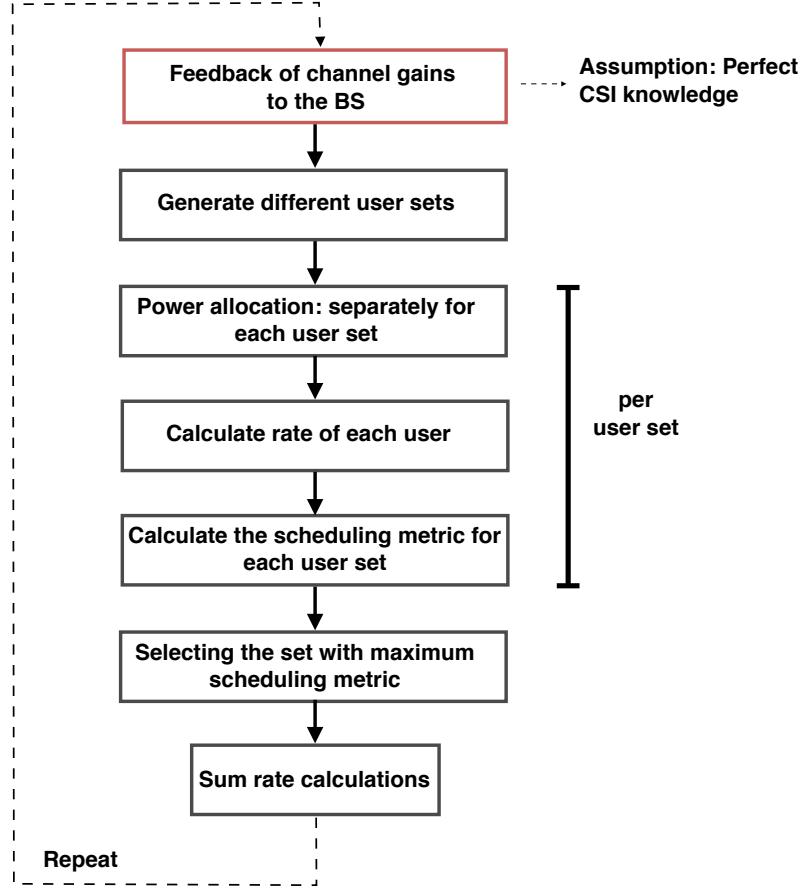 Feedback of channel gains
to the BS
Assumption: Perfect
CSI knowledge
Generate different user sets
Power allocation: separately for
each user set
Calculate rate of each user
per
user set
Calculate the scheduling metric for
each user set
Selecting the set with maximum
scheduling metric
Sum rate calculations
Repeat